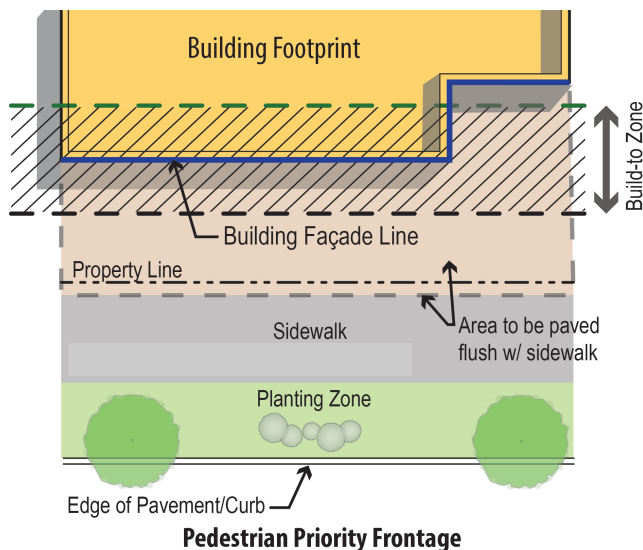 Building Footprint
Build-to Zone
Building Façade Line
Property Line
Area to be paved
flush w/ sidewalk
Sidewalk
Planting Zone
Edge of Pavement/Curb
Pedestrian Priority Frontage